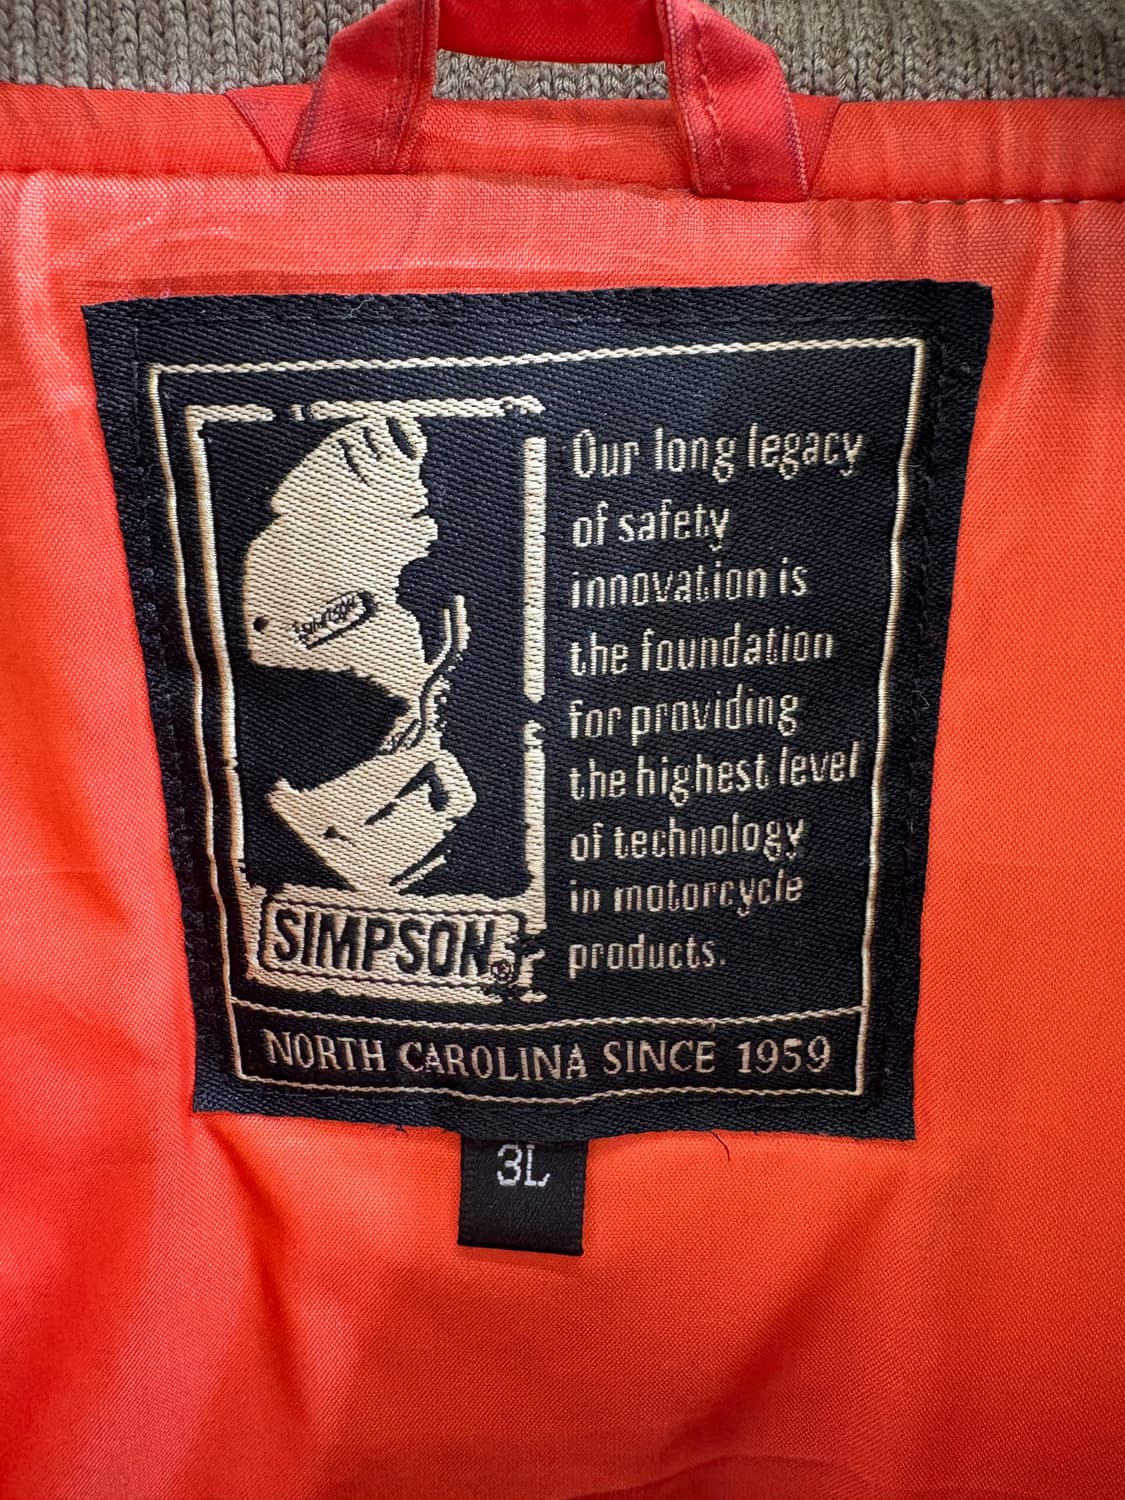 Our long legacy
of safety
innovation is
the foundation
for providing
the highest level
of technology
in motorcycle
products.
SIMPSON
SIMPSON®
NORTH CAROLINA SINCE 1959
3L